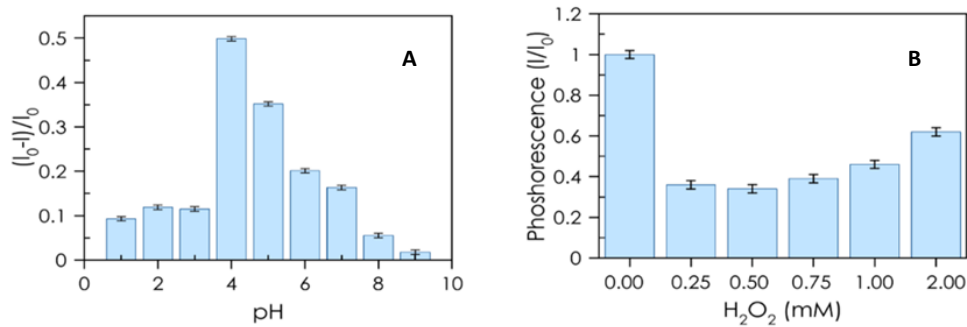 A
(I₀-I)/I₀
0.5
0.4
0.3
0.2
0.1
0
0 2 4 6 8 10
pH
B
Phoshorescence (I/I₀)
1.2
1
0.8
0.6
0.4
0.2
0
0.00 0.25 0.50 0.75 1.00 2.00
H₂O₂ (mM)